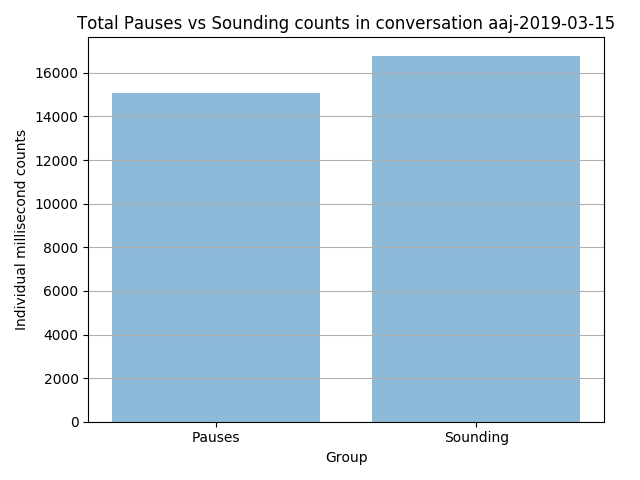 Total Pauses vs Sounding counts in conversation aaj-2019-03-15
Individual millisecond counts
16000
14000
12000
10000
8000
6000
4000
2000
0
Pauses Sounding
Group